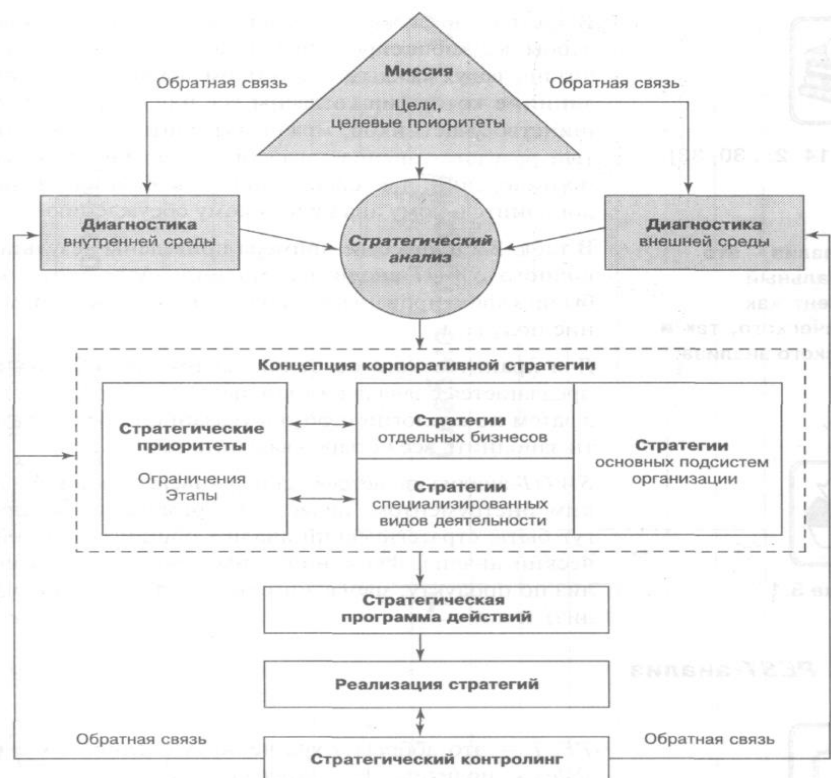 Миссия
Цели,
целевые приоритеты
Обратная связь
Обратная связь
Диагностика
внутренней среды
Стратегический
анализ
Диагностика
внешней среды
Концепция корпоративной стратегии
Стратегические
приоритеты
Ограничения
Этапы
Стратегии
отдельных бизнесов
Стратегии
специализированных
видов деятельности
Стратегии
основных подсистем
организации
Стратегическая
программа действий
Реализация стратегий
Обратная связь
Обратная связь
Стратегический контролинг